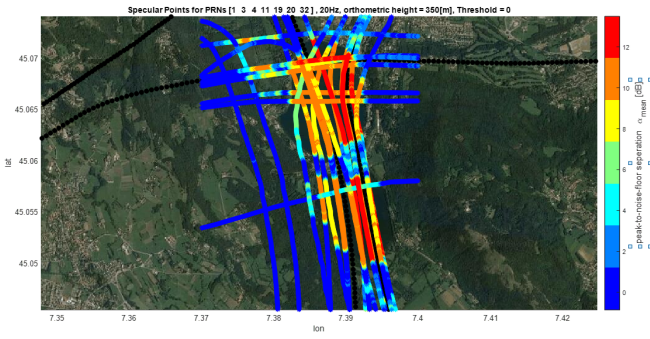 Specular Points for PRNs [1 3 4 11 19 20 32], 20Hz, orthometric height = 350[m], Threshold = 0
45.07
45.065
45.06
45.055
45.05
lat
7.35 7.36 7.37 7.38 7.39 7.4 7.41 7.42
lon
12
10
8
6
4
2
0
peak-to-noise-floor seperation α mean [dB]